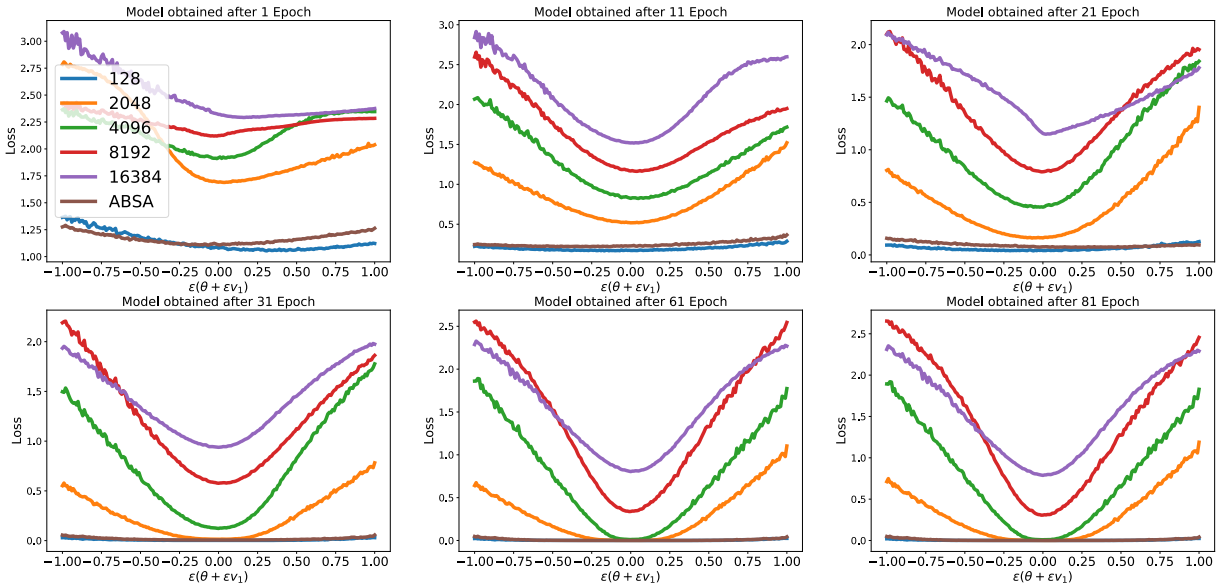 Model obtained after 1 Epoch
3.00
2.75
2.50
2.25
2.00
1.75
1.50
1.25
1.00
Loss
128
2048
4096
8192
16384
ABSA
−1.00 −0.75 −0.50 −0.25 0.00 0.25 0.50 0.75 1.00
ε(θ + εv₁)
Model obtained after 11 Epoch
3.0
2.5
2.0
1.5
1.0
0.5
Loss
−1.00 −0.75 −0.50 −0.25 0.00 0.25 0.50 0.75 1.00
ε(θ + εv₁)
Model obtained after 21 Epoch
2.0
1.5
1.0
0.5
0.0
Loss
−1.00 −0.75 −0.50 −0.25 0.00 0.25 0.50 0.75 1.00
ε(θ + εv₁)
Model obtained after 31 Epoch
2.0
1.5
1.0
0.5
0.0
Loss
−1.00 −0.75 −0.50 −0.25 0.00 0.25 0.50 0.75 1.00
ε(θ + εv₁)
Model obtained after 61 Epoch
2.5
2.0
1.5
1.0
0.5
0.0
Loss
−1.00 −0.75 −0.50 −0.25 0.00 0.25 0.50 0.75 1.00
ε(θ + εv₁)
Model obtained after 81 Epoch
2.5
2.0
1.5
1.0
0.5
0.0
Loss
−1.00 −0.75 −0.50 −0.25 0.00 0.25 0.50 0.75 1.00
ε(θ + εv₁)